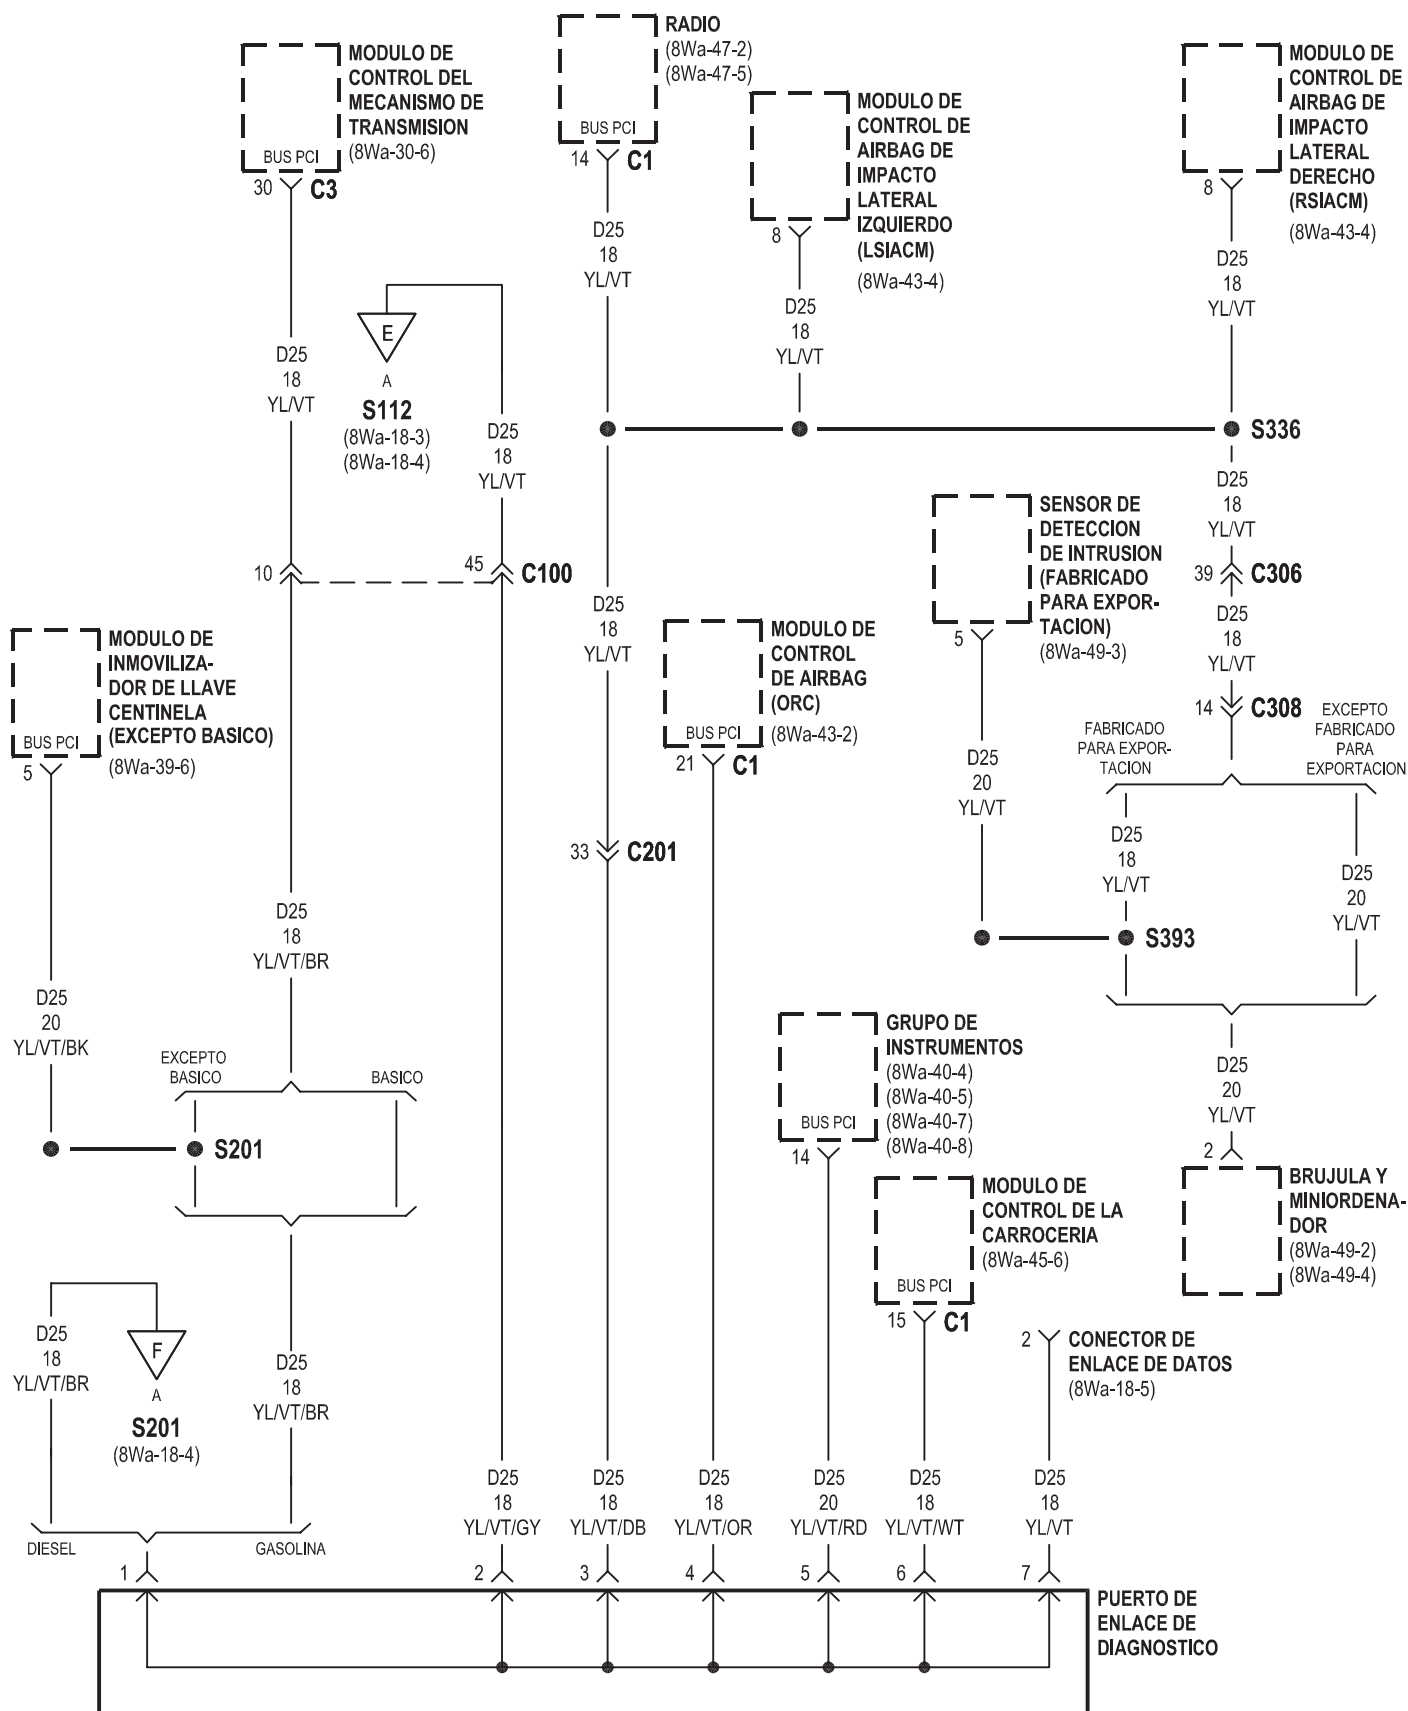 RADIO
(8Wa-47-2)
(8Wa-47-5)
BUS PCI
14
C1
MODULO DE
CONTROL DEL
MECANISMO DE
TRANSMISION
(8Wa-30-6)
BUS PCI
30
C3
MODULO DE
CONTROL DE
AIRBAG DE
IMPACTO
LATERAL
IZQUIERDO
(LSIACM)
(8Wa-43-4)
8
MODULO DE
CONTROL DE
AIRBAG DE
IMPACTO
LATERAL
DERECHO
(RSIACM)
(8Wa-43-4)
8
D25
18
YL/VT
D25
18
YL/VT
D25
18
YL/VT
D25
18
YL/VT
E
A
S112
(8Wa-18-3)
(8Wa-18-4)
D25
18
YL/VT
S336
D25
18
YL/VT
39
C306
D25
18
YL/VT
14
C308
10
45
C100
SENSOR DE
DETECCION
DE INTRUSION
(FABRICADO
PARA EXPOR-
TACION)
(8Wa-49-3)
5
D25
18
YL/VT
MODULO DE
INMOVILIZA-
DOR DE LLAVE
CENTINELA
(EXCEPTO BASICO)
(8Wa-39-6)
BUS PCI
5
MODULO DE
CONTROL
DE AIRBAG
(ORC)
(8Wa-43-2)
BUS PCI
21
C1
FABRICADO
PARA EXPOR-
TACION
EXCEPTO
FABRICADO
PARA
EXPORTACION
D25
20
YL/VT
33
C201
D25
18
YL/VT
D25
20
YL/VT
S393
D25
18
YL/VT/BR
D25
20
YL/VT/BK
EXCEPTO
BASICO
BASICO
S201
GRUPO DE
INSTRUMENTOS
(8Wa-40-4)
(8Wa-40-5)
(8Wa-40-7)
(8Wa-40-8)
BUS PCI
14
D25
20
YL/VT
2
BRUJULA Y
MINIORDENA-
DOR
(8Wa-49-2)
(8Wa-49-4)
MODULO DE
CONTROL DE LA
CARROCERIA
(8Wa-45-6)
BUS PCI
15
C1
2
CONECTOR DE
ENLACE DE DATOS
(8Wa-18-5)
D25
18
YL/VT/BR
F
A
S201
(8Wa-18-4)
D25
18
YL/VT/BR
DIESEL
GASOLINA
D25
18
YL/VT/GY
D25
18
YL/VT/DB
D25
18
YL/VT/OR
D25
20
YL/VT/RD
D25
18
YL/VT/WT
D25
18
YL/VT
1
2
3
4
5
6
7
PUERTO DE
ENLACE DE
DIAGNOSTICO